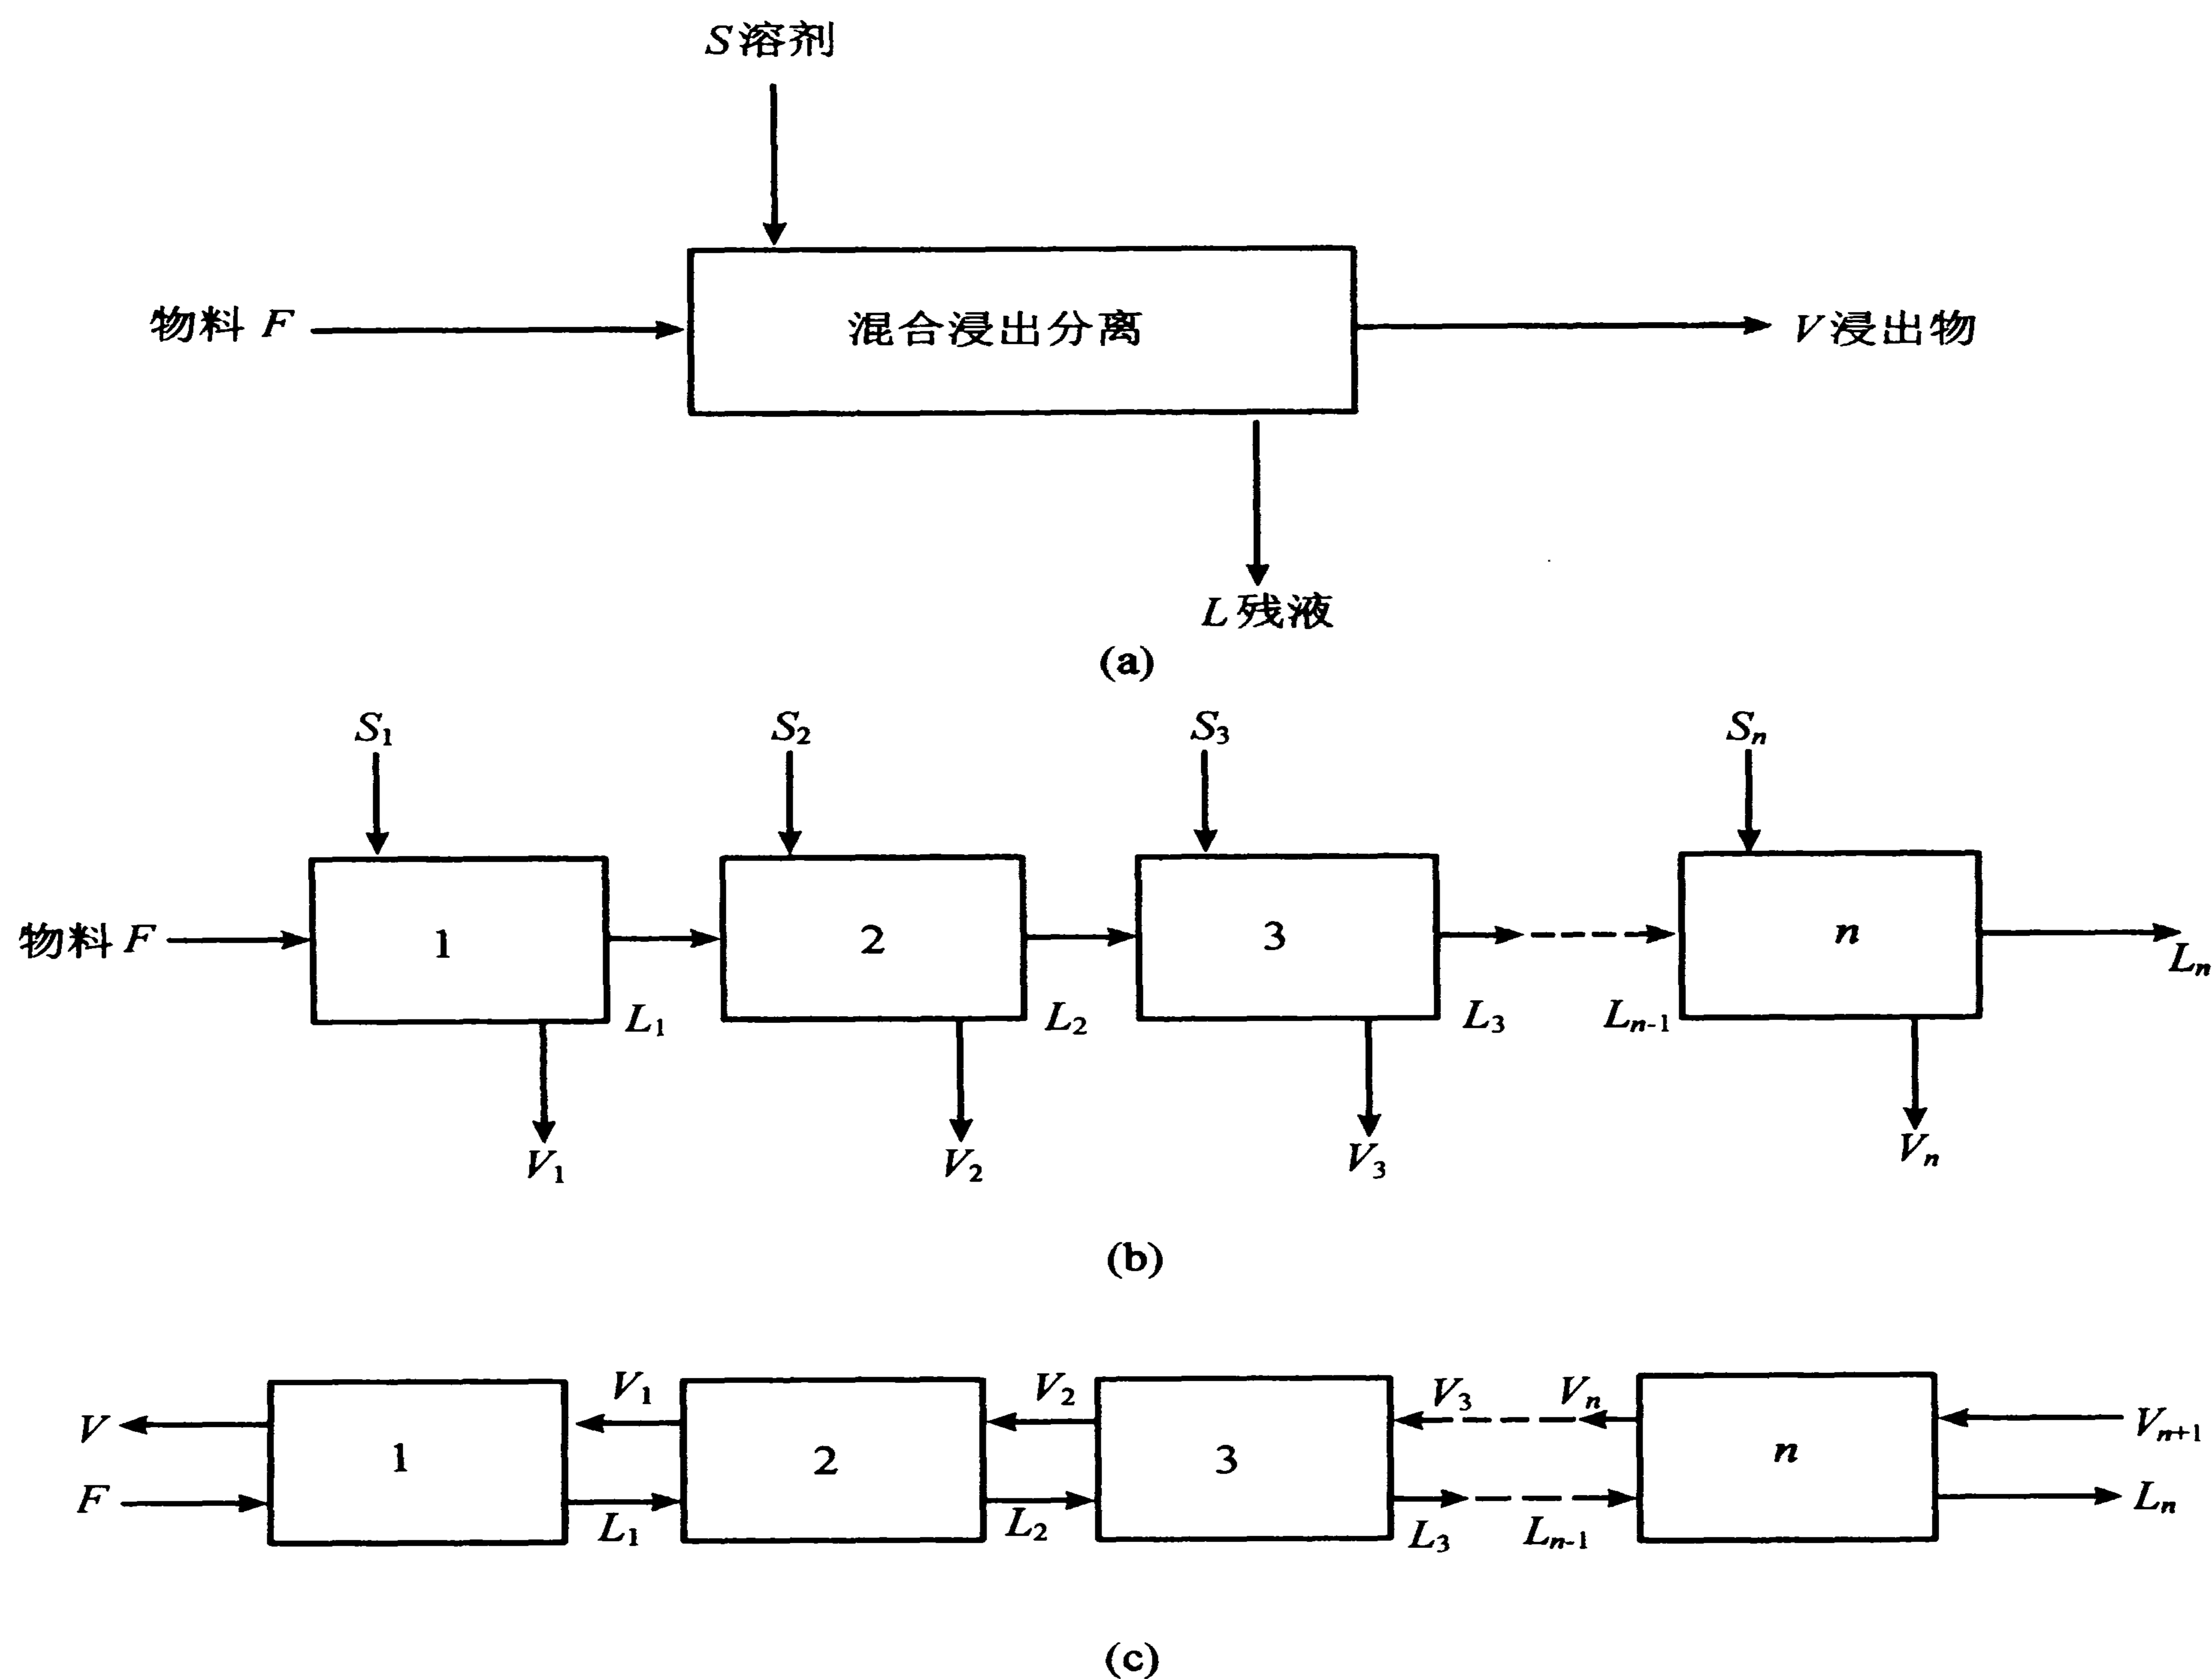 S溶剂
物料 F
混合浸出分离
V浸出物
L残液
(a)
S1 S2 S3 Sn
物料 F 1 2 3 n Ln
L1 L2 L3 Ln-1
V1 V2 V3 Vn
(b)
V1 V2 V3 Vn
V Vn+1
1 2 3 n
F Ln
L1 L2 L3 Ln-1
(c)